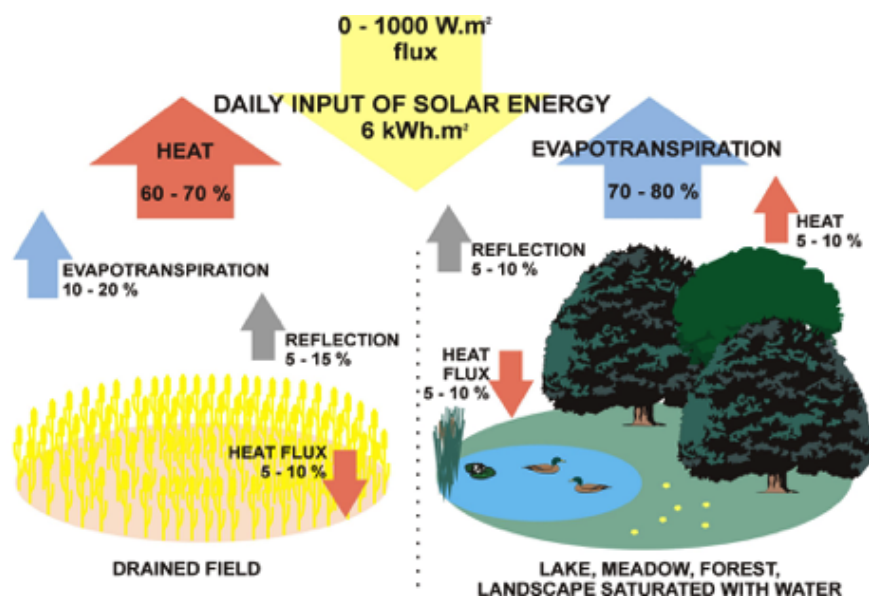 0 - 1000 W.m²
flux
DAILY INPUT OF SOLAR ENERGY
6 kWh.m²
HEAT
60 - 70 %
EVAPOTRANSPIRATION
10 - 20 %
REFLECTION
5 - 15 %
HEAT FLUX
5 - 10 %
DRAINED FIELD
EVAPOTRANSPIRATION
70 - 80 %
HEAT
5 - 10 %
REFLECTION
5 - 10 %
HEAT
FLUX
5 - 10 %
LAKE, MEADOW, FOREST,
LANDSCAPE SATURATED WITH WATER